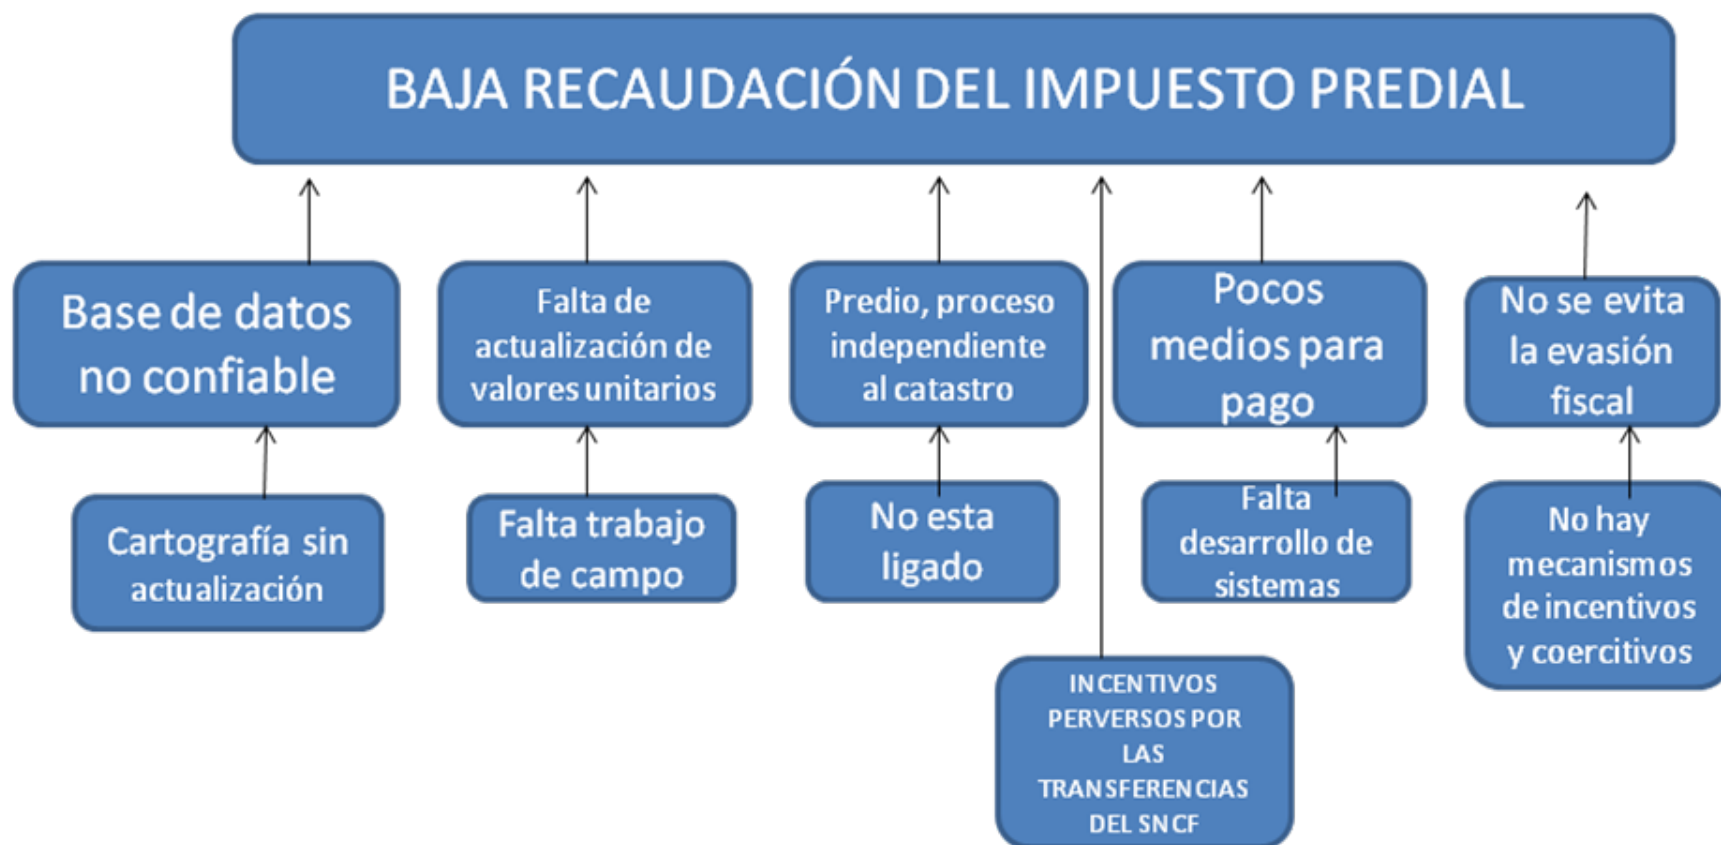 BAJA RECAUDACIÓN DEL IMPUESTO PREDIAL
Base de datos
no confiable
Falta de
actualización de
valores unitarios
Predio, proceso
independiente
al catastro
Pocos
medios para
pago
No se evita
la evasión
fiscal
Cartografía sin
actualización
Falta trabajo
de campo
No esta
ligado
Falta
desarrollo de
sistemas
No hay
mecanismos
de incentivos
y coercitivos
INCENTIVOS
PERVERSOS POR
LAS
TRANSFERENCIAS
DEL SNCF